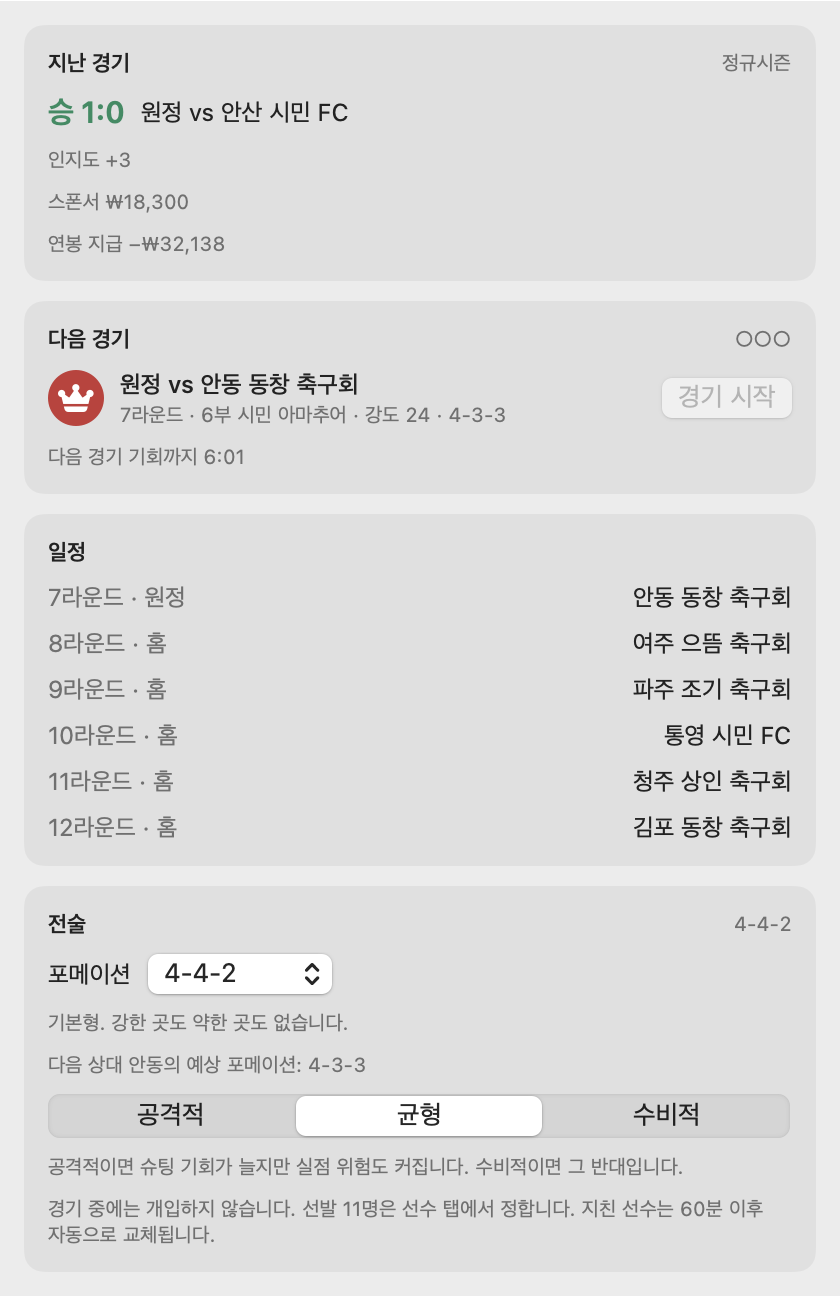 지난 경기 정규시즌
승 1:0 원정 vs 안산 시민 FC
인지도 +3
스폰서 ₩18,300
연봉 지급 −₩32,138
다음 경기 ○○○
원정 vs 안동 동창 축구회
7라운드 · 6부 시민 아마추어 · 강도 24 · 4-3-3
경기 시작
다음 경기 기회까지 6:01
일정
7라운드 · 원정 안동 동창 축구회
8라운드 · 홈 여주 으뜸 축구회
9라운드 · 홈 파주 조기 축구회
10라운드 · 홈 통영 시민 FC
11라운드 · 홈 청주 상인 축구회
12라운드 · 홈 김포 동창 축구회
전술 4-4-2
포메이션 4-4-2
기본형. 강한 곳도 약한 곳도 없습니다.
다음 상대 안동의 예상 포메이션: 4-3-3
공격적 균형 수비적
공격적이면 슈팅 기회가 늘지만 실점 위험도 커집니다. 수비적이면 그 반대입니다.
경기 중에는 개입하지 않습니다. 선발 11명은 선수 탭에서 정합니다. 지친 선수는 60분 이후
자동으로 교체됩니다.